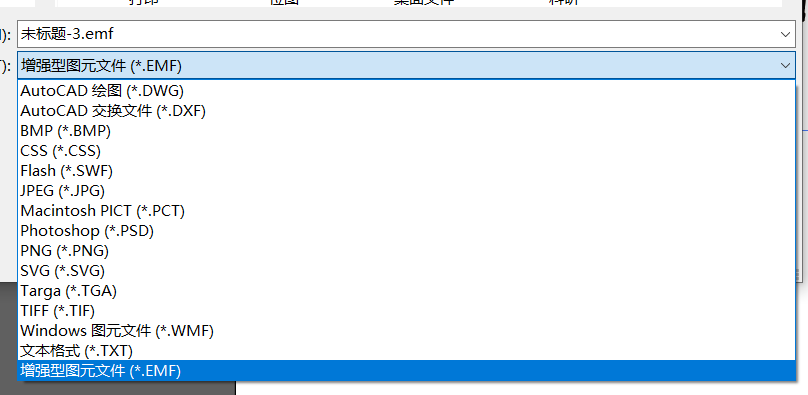 打印 位图 桌面文件 科研
): 未标题-3.emf
): 增强型图元文件 (*.EMF)
AutoCAD 绘图 (*.DWG)
AutoCAD 交换文件 (*.DXF)
BMP (*.BMP)
CSS (*.CSS)
Flash (*.SWF)
JPEG (*.JPG)
Macintosh PICT (*.PCT)
Photoshop (*.PSD)
PNG (*.PNG)
SVG (*.SVG)
Targa (*.TGA)
TIFF (*.TIF)
Windows 图元文件 (*.WMF)
文本格式 (*.TXT)
增强型图元文件 (*.EMF)